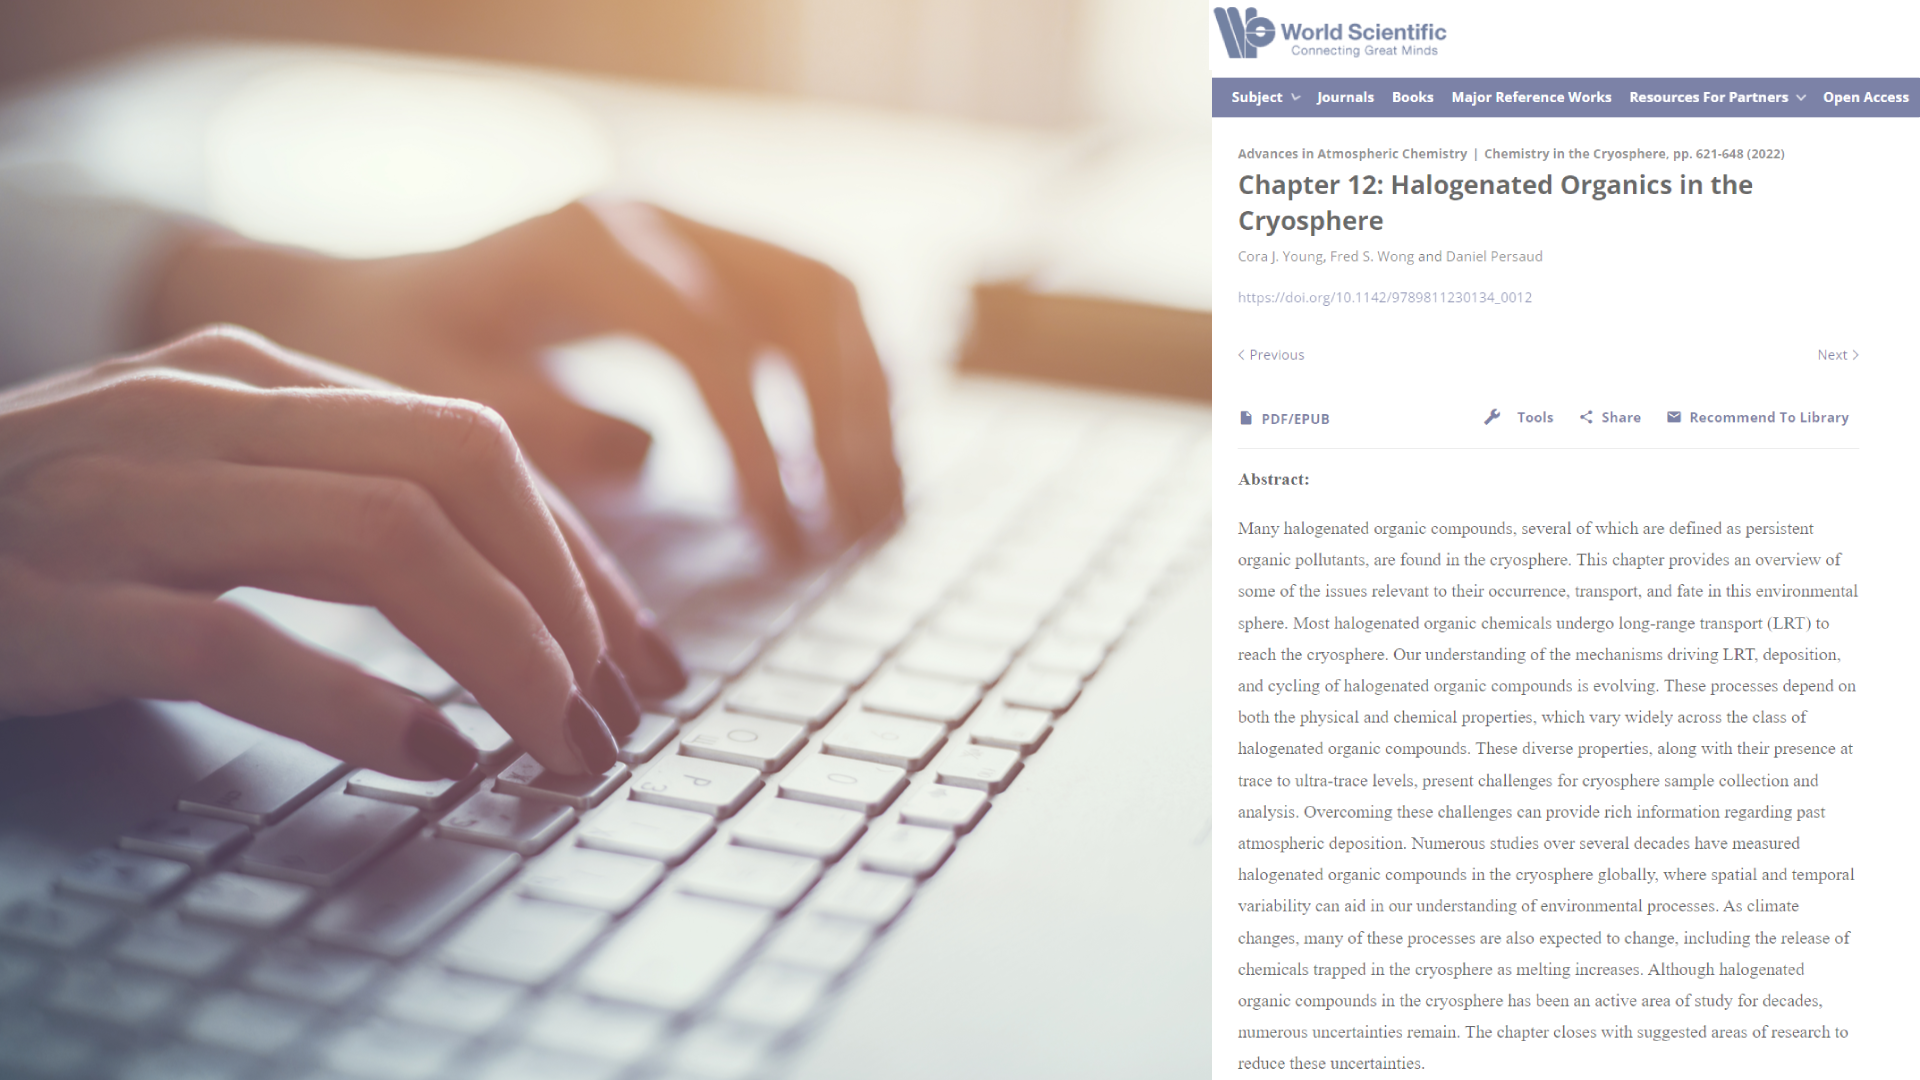 World Scientific
Connecting Great Minds
Subject Journals Books Major Reference Works Resources For Partners Open Access
Advances in Atmospheric Chemistry | Chemistry in the Cryosphere, pp. 621-648 (2022)
Chapter 12: Halogenated Organics in the
Cryosphere
Cora J. Young, Fred S. Wong and Daniel Persaud
https://doi.org/10.1142/9789811230134_0012
< Previous Next >
PDF/EPUB Tools Share Recommend To Library
Abstract:
Many halogenated organic compounds, several of which are defined as persistent
organic pollutants, are found in the cryosphere. This chapter provides an overview of
some of the issues relevant to their occurrence, transport, and fate in this environmental
sphere. Most halogenated organic chemicals undergo long-range transport (LRT) to
reach the cryosphere. Our understanding of the mechanisms driving LRT, deposition,
and cycling of halogenated organic compounds is evolving. These processes depend on
both the physical and chemical properties, which vary widely across the class of
halogenated organic compounds. These diverse properties, along with their presence at
trace to ultra-trace levels, present challenges for cryosphere sample collection and
analysis. Overcoming these challenges can provide rich information regarding past
atmospheric deposition. Numerous studies over several decades have measured
halogenated organic compounds in the cryosphere globally, where spatial and temporal
variability can aid in our understanding of environmental processes. As climate
changes, many of these processes are also expected to change, including the release of
chemicals trapped in the cryosphere as melting increases. Although halogenated
organic compounds in the cryosphere has been an active area of study for decades,
numerous uncertainties remain. The chapter closes with suggested areas of research to
reduce these uncertainties.